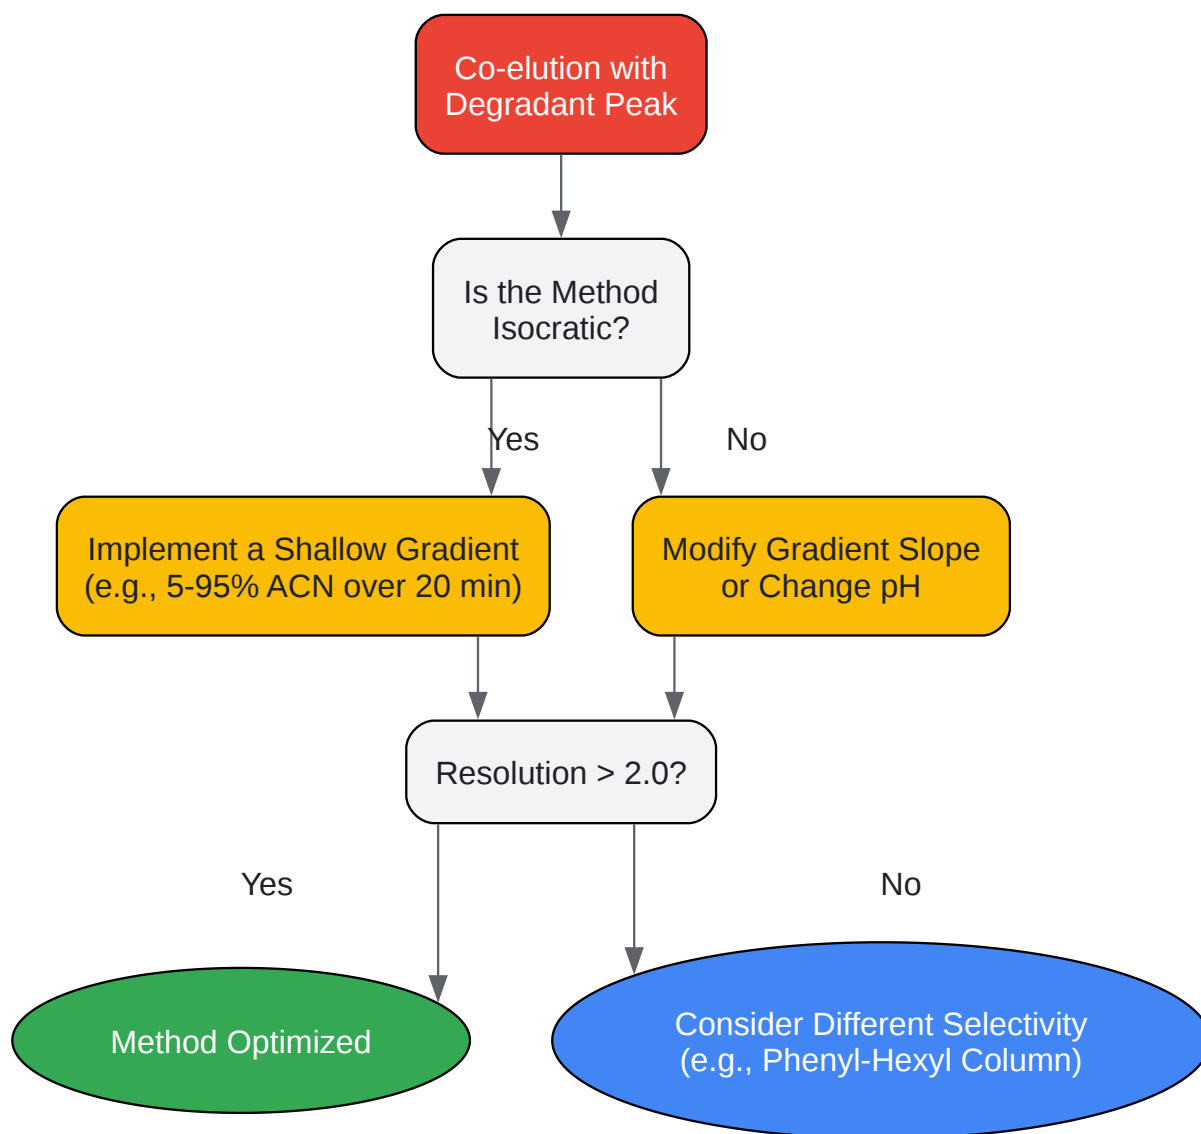 Co-elution with
Degradant Peak
Is the Method
Isocratic?
Yes
No
Implement a Shallow Gradient
(e.g., 5-95% ACN over 20 min)
Modify Gradient Slope
or Change pH
Resolution > 2.0?
Yes
No
Method Optimized
Consider Different Selectivity
(e.g., Phenyl-Hexyl Column)